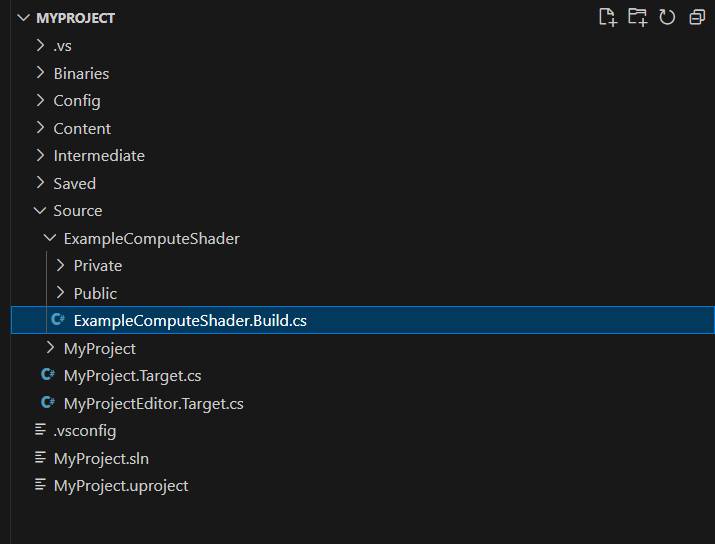 MYPROJECT
.vs
Binaries
Config
Content
Intermediate
Saved
Source
ExampleComputeShader
Private
Public
C# ExampleComputeShader.Build.cs
MyProject
C# MyProject.Target.cs
C# MyProjectEditor.Target.cs
.vsconfig
MyProject.sln
MyProject.uproject